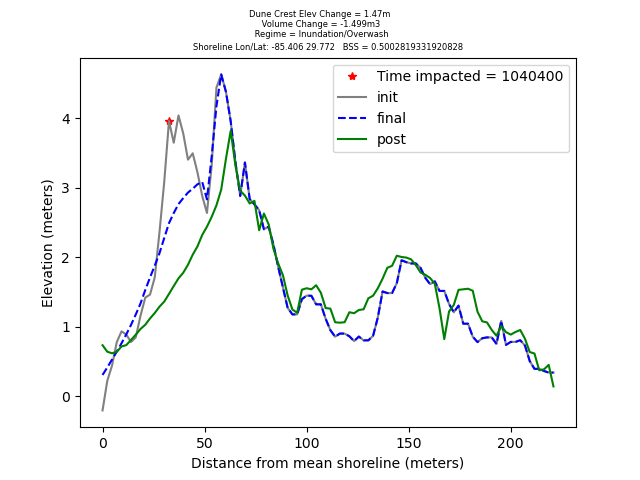 Dune Crest Elev Change = 1.47m
Volume Change = -1.499m3
Regime = Inundation/Overwash
Shoreline Lon/Lat: -85.406 29.772 BSS = 0.5002819331920828
Time impacted = 1040400
init
final
post
Elevation (meters)
4
3
2
1
0
0 50 100 150 200
Distance from mean shoreline (meters)